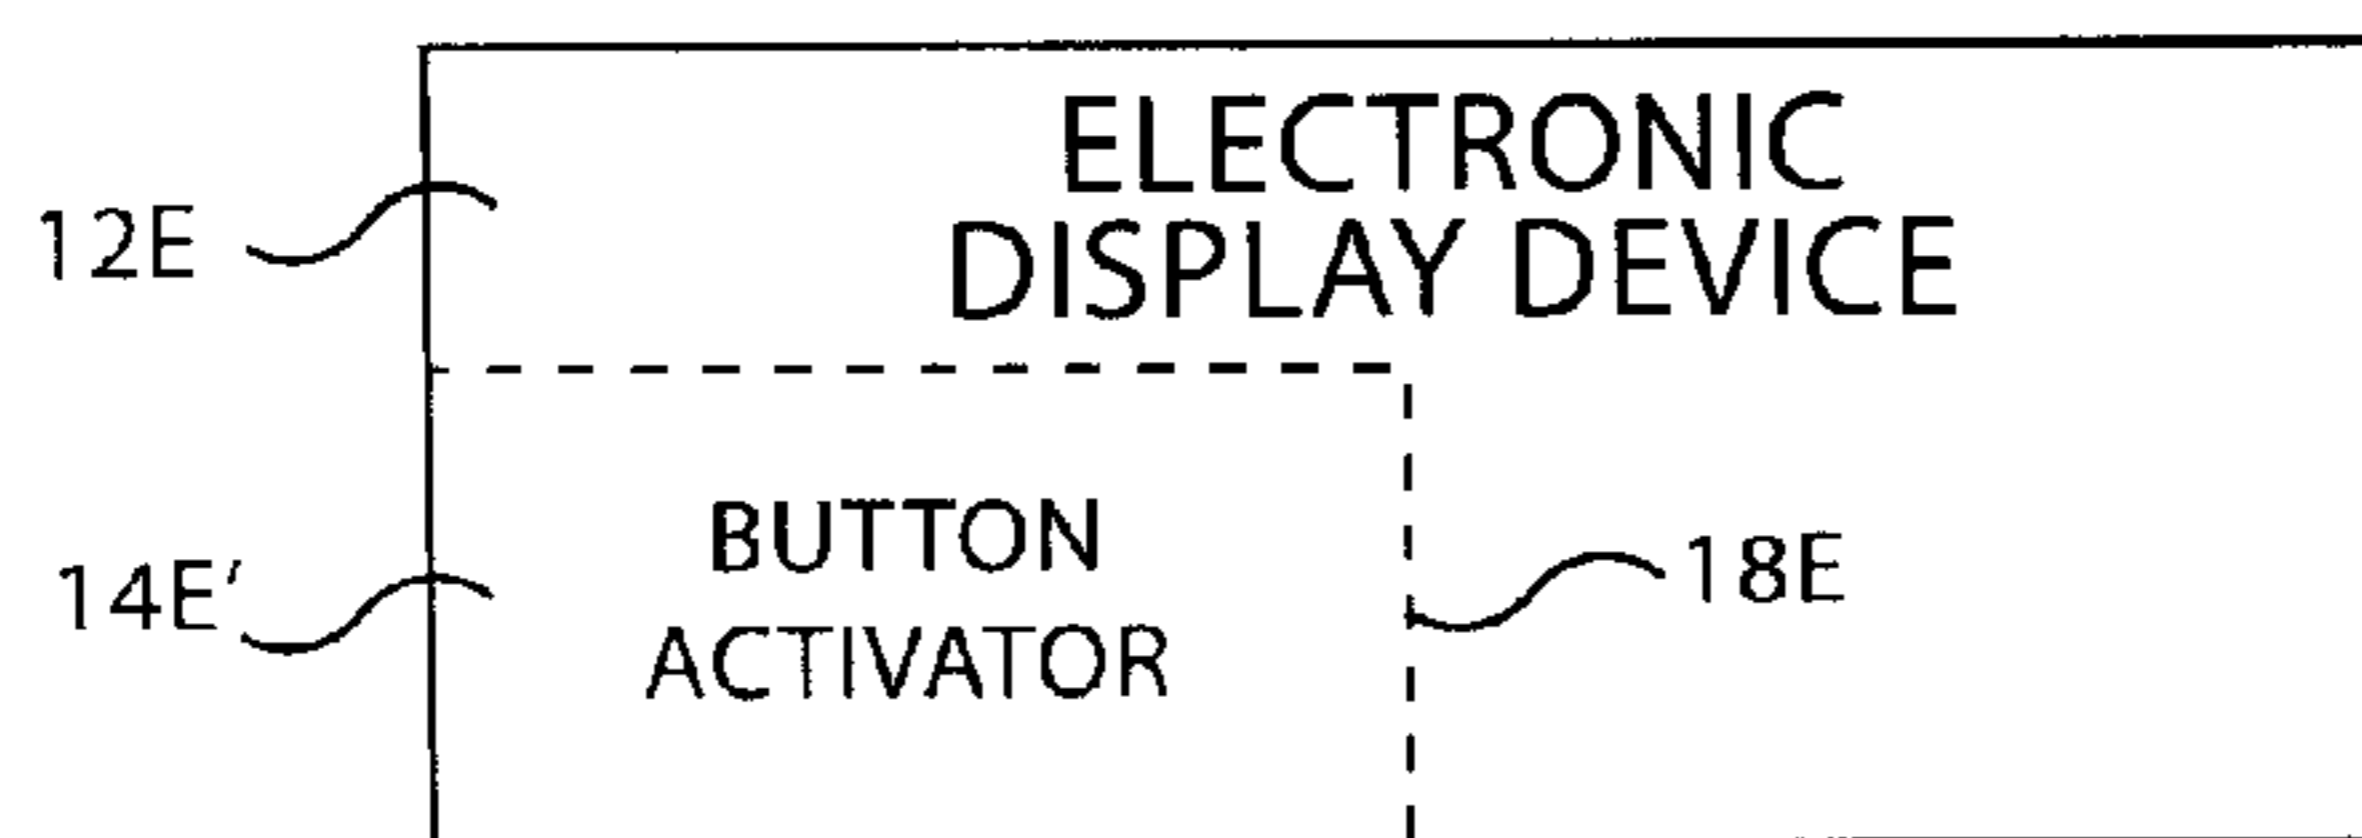 ELECTRONIC
DISPLAY DEVICE
12E
BUTTON
ACTIVATOR
14E′
18E